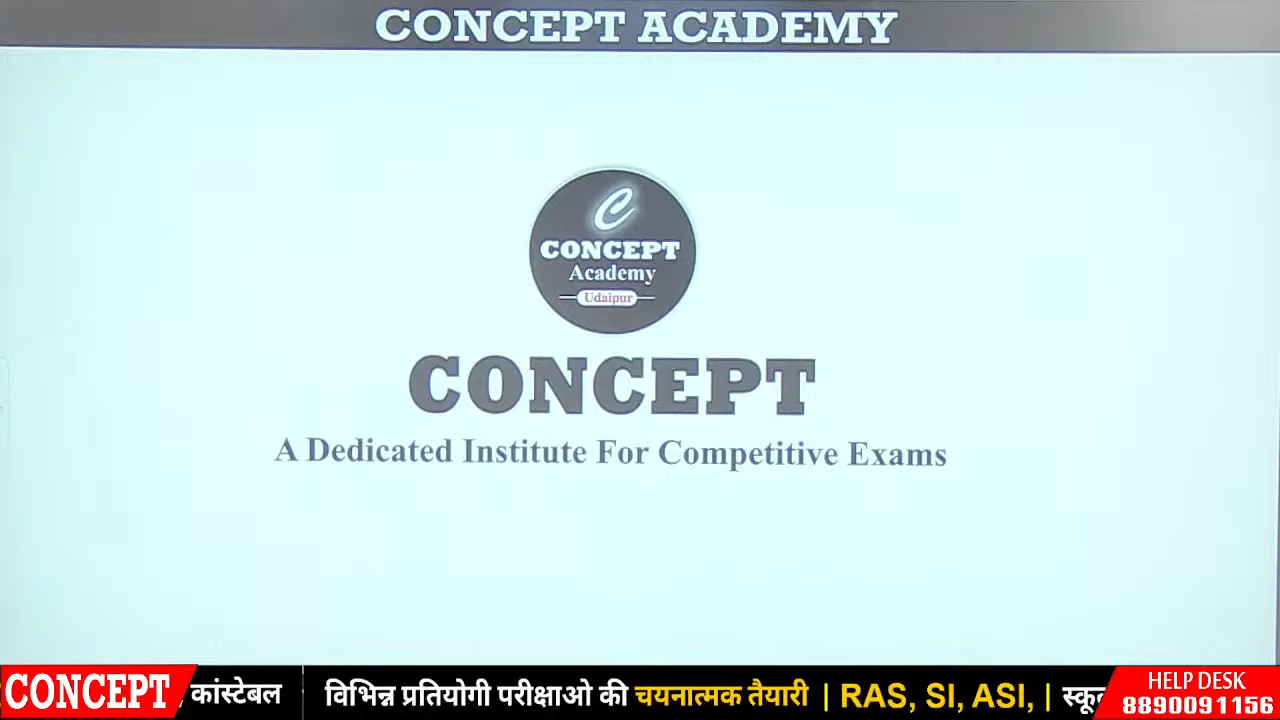 CONCEPT ACADEMY
C
CONCEPT
Academy
Udaipur
CONCEPT
A Dedicated Institute For Competitive Exams
CONCEPT कांस्टेबल विभिन्न प्रतियोगी परीक्षाओ की चयनात्मक तैयारी | RAS, SI, ASI, |
HELP DESK
8890091156